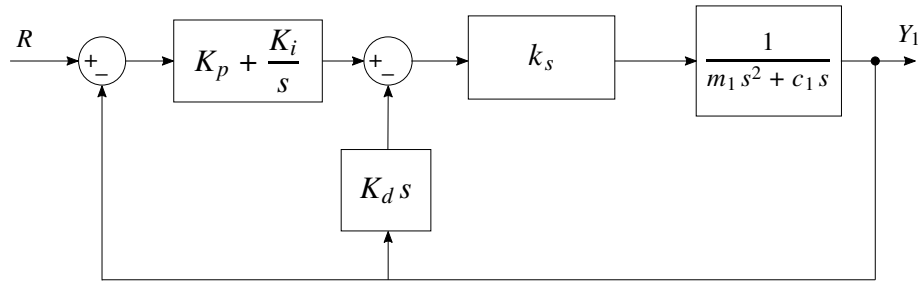 R
+
−
K_p + K_i/s
+
−
k_s
1/(m_1 s^2 + c_1 s)
Y_1
K_d s